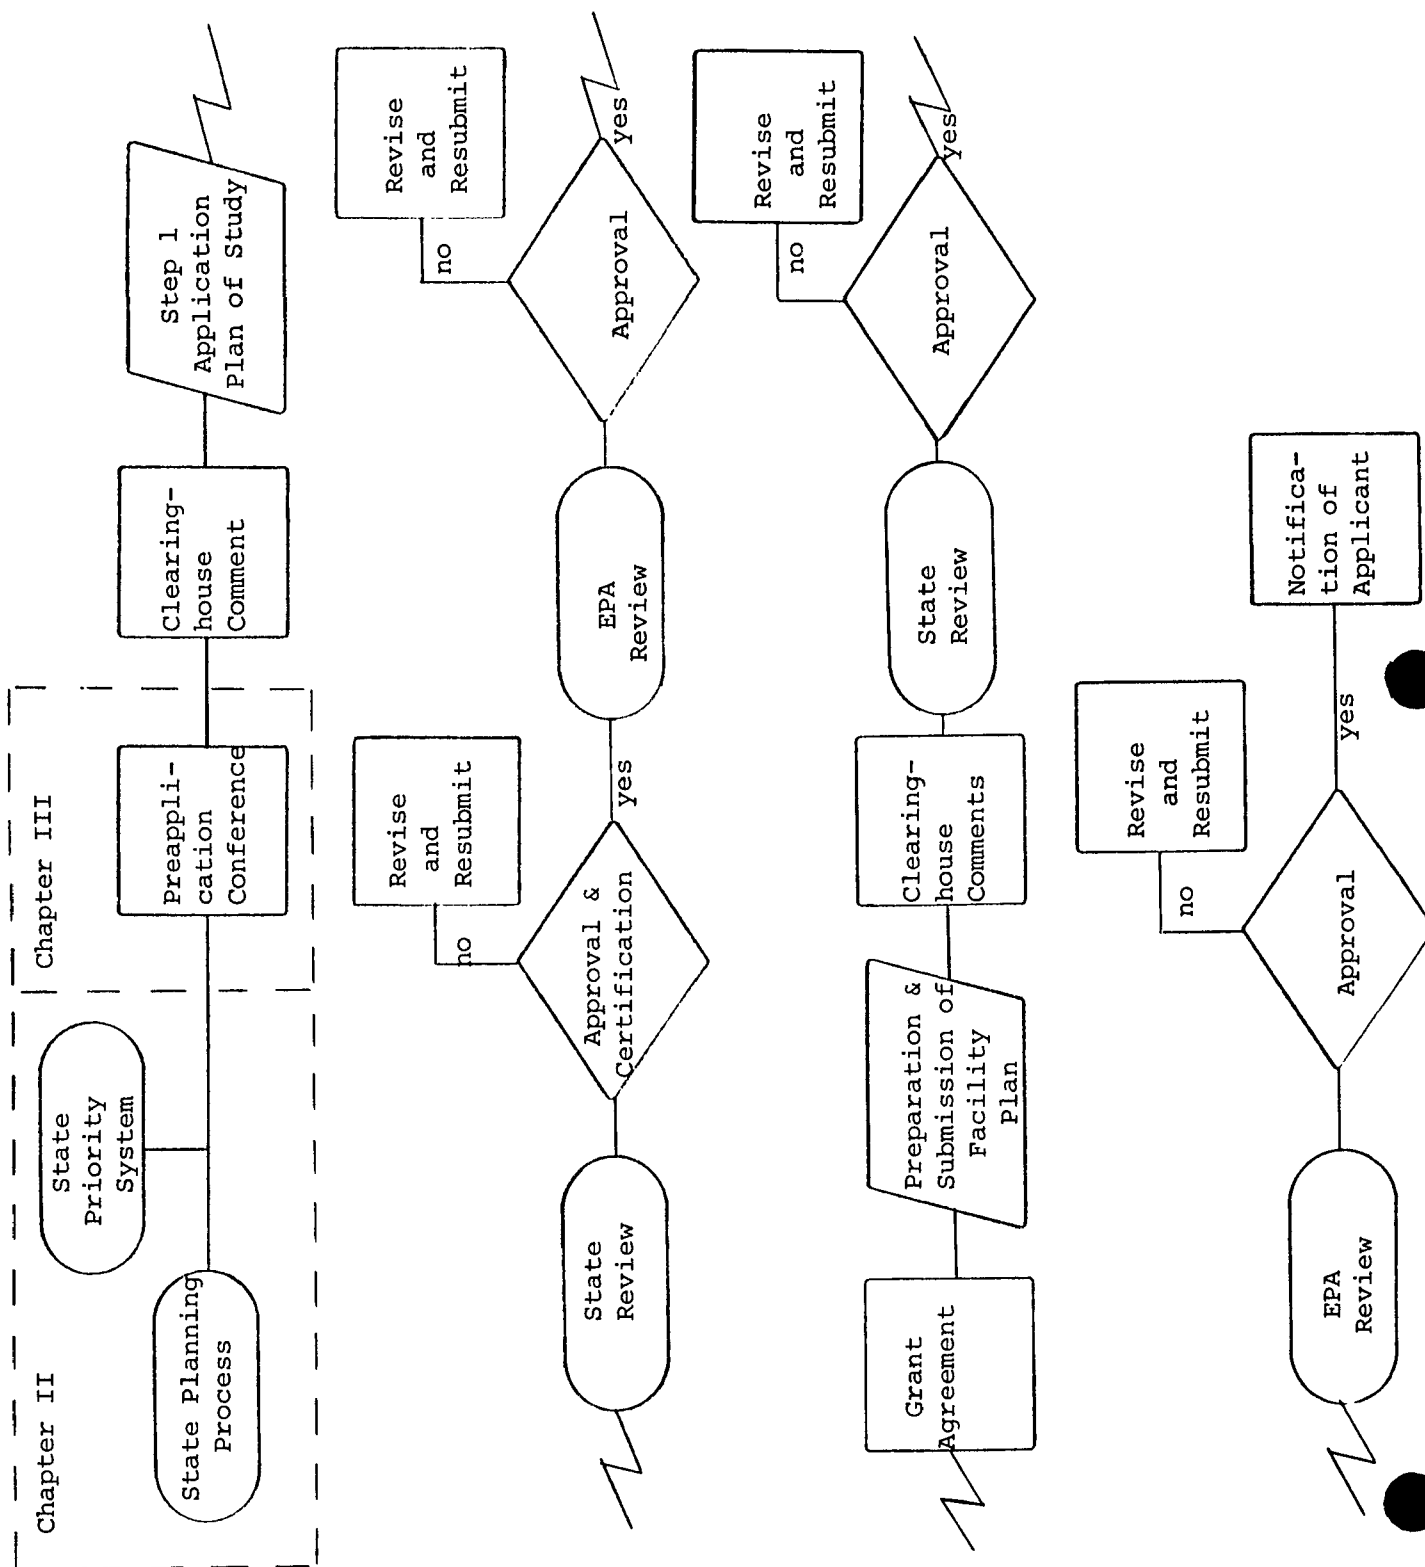 Chapter II
Chapter III
State
Priority
System
State Planning
Process
Preappli-
cation
Conference
Clearing-
house
Comment
Step 1
Application
Plan of Study
State
Review
Approval &
Certification
no
Revise
and
Resubmit
yes
EPA
Review
Approval
no
Revise
and
Resubmit
yes
Grant
Agreement
Preparation &
Submission of
Facility
Plan
Clearing-
house
Comments
State
Review
Approval
no
Revise
and
Resubmit
yes
EPA
Review
Approval
no
Revise
and
Resubmit
yes
Notifica-
tion of
Applicant